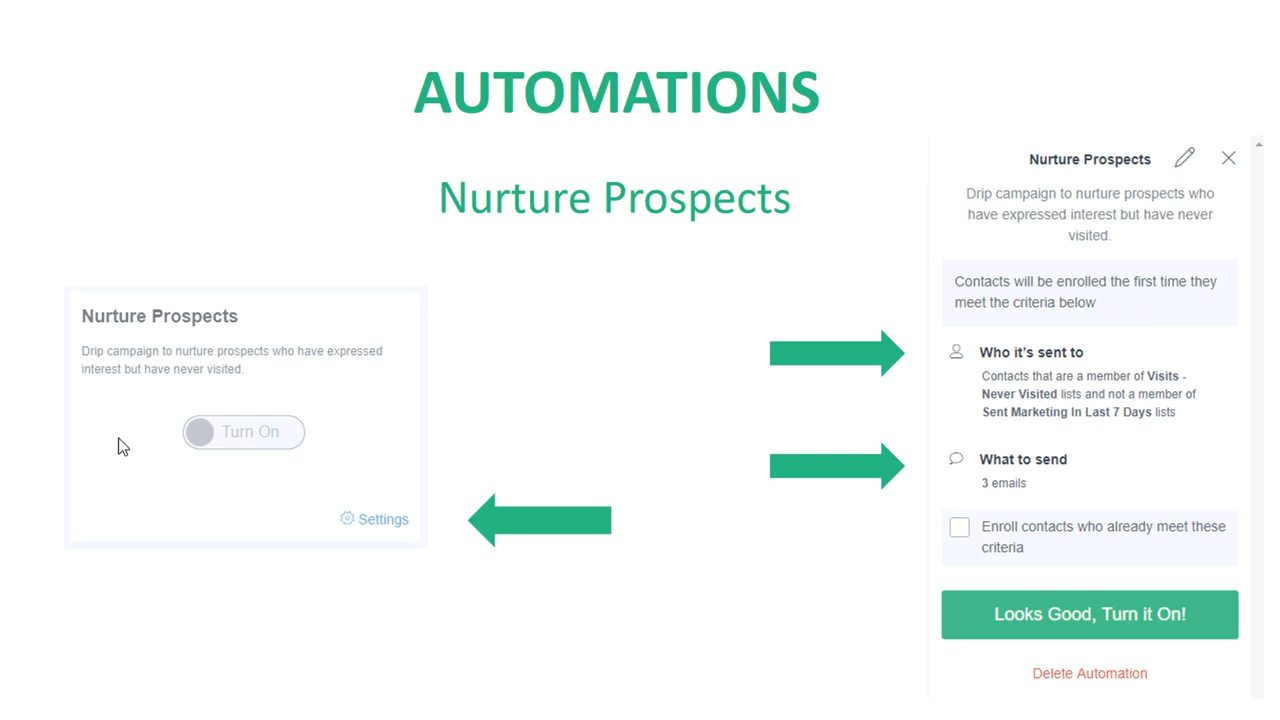 AUTOMATIONS
Nurture Prospects
Nurture Prospects
Drip campaign to nurture prospects who have expressed
interest but have never visited.
Turn On
Settings
Nurture Prospects
Drip campaign to nurture prospects who
have expressed interest but have never
visited.
Contacts will be enrolled the first time they
meet the criteria below
Who it's sent to
Contacts that are a member of Visits -
Never Visited lists and not a member of
Sent Marketing In Last 7 Days lists
What to send
3 emails
Enroll contacts who already meet these
criteria
Looks Good, Turn it On!
Delete Automation